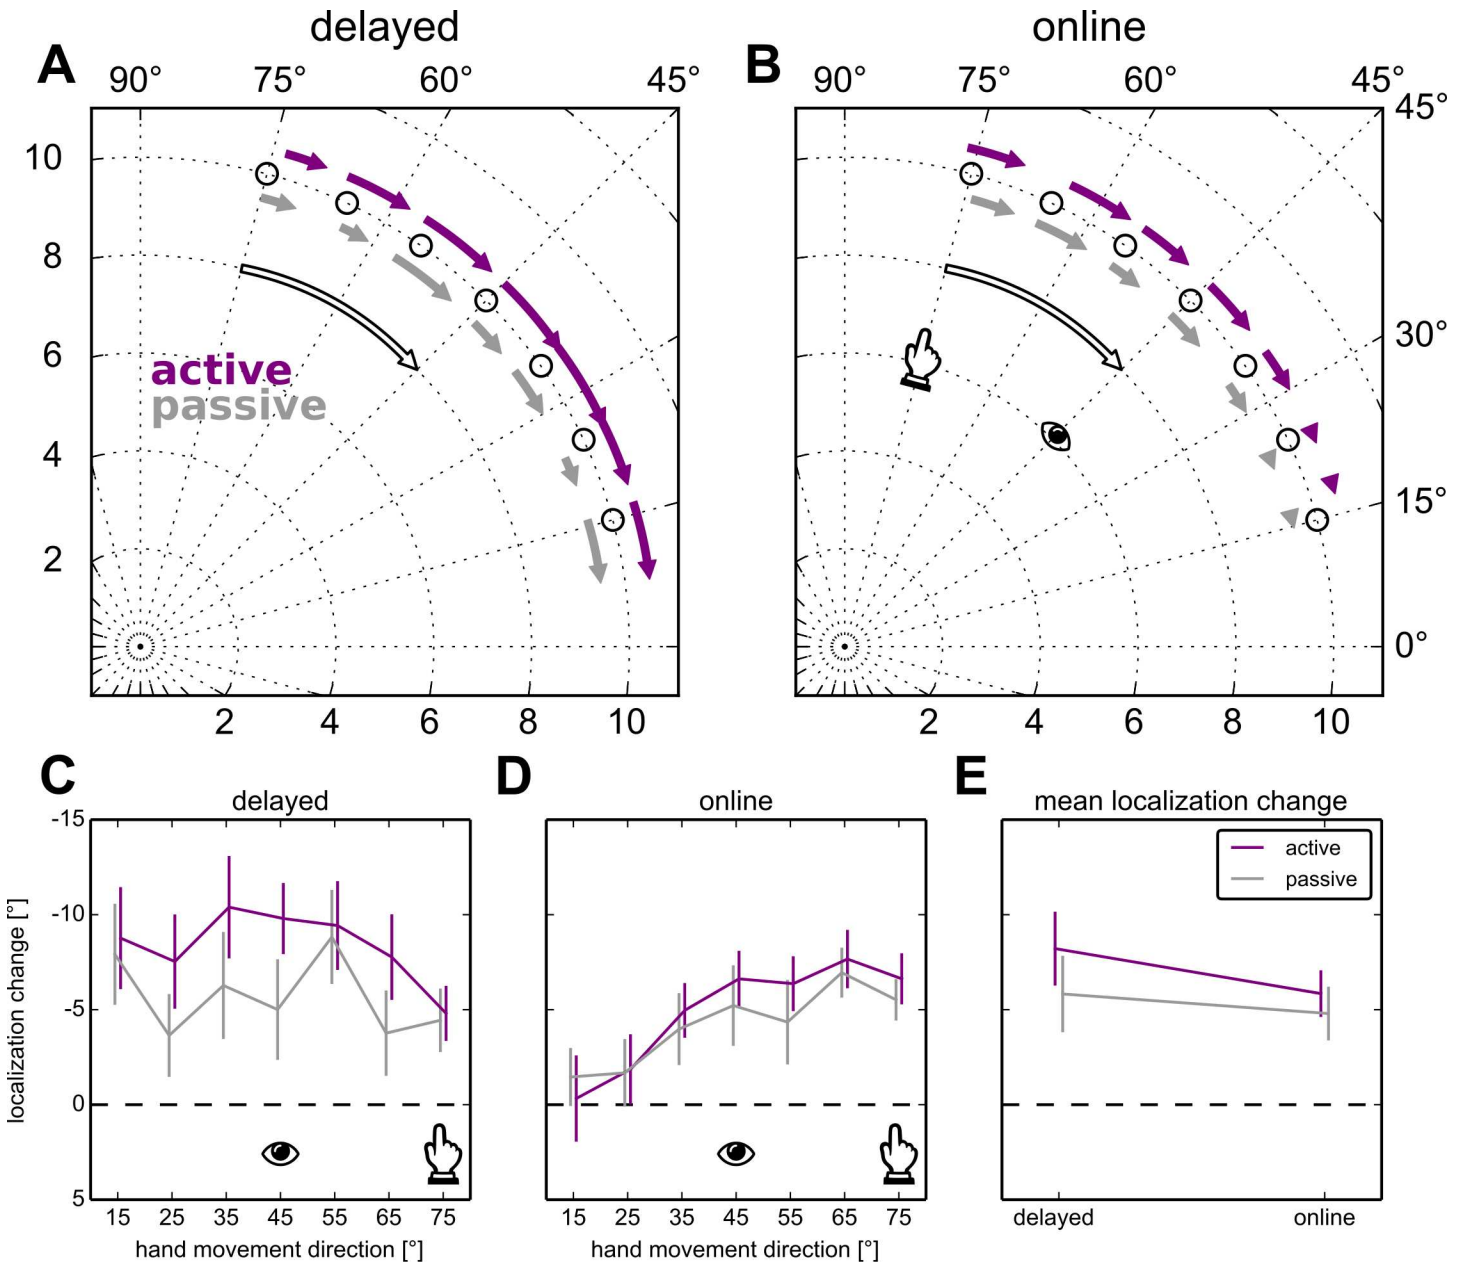 delayed
online
A
B
90° 75° 60° 45°
90° 75° 60° 45°
45°
30°
15°
0°
10
8
6
4
2
active
passive
2 4 6 8 10
2 4 6 8 10
C
D
E
delayed
online
mean localization change
localization change [°]
-15
-10
-5
0
5
active
passive
15 25 35 45 55 65 75
15 25 35 45 55 65 75
delayed online
hand movement direction [°]
hand movement direction [°]